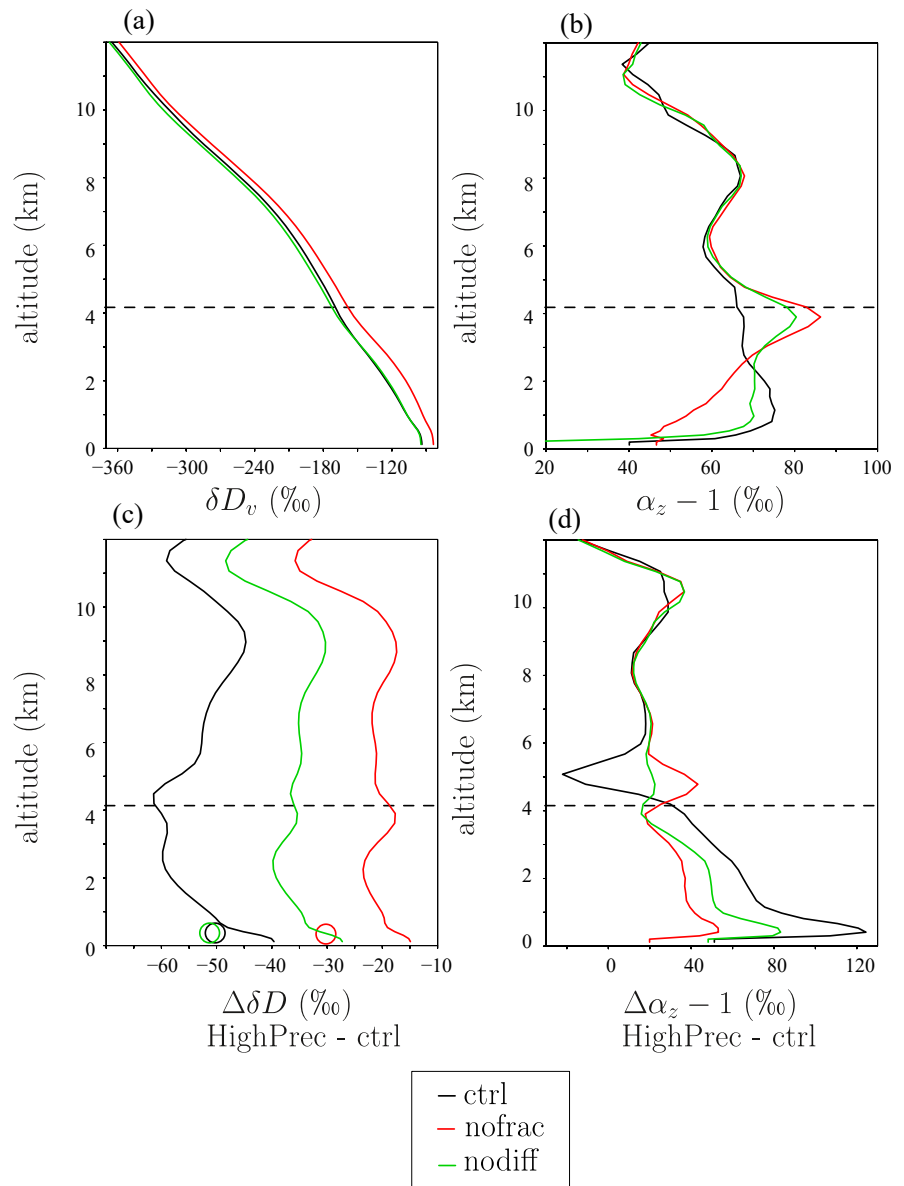 (a)
(b)
altitude (km)
10
8
6
4
2
0
−360
−300
−240
−180
−120
δD_v (‰)
altitude (km)
10
8
6
4
2
0
20
40
60
80
100
α_z − 1 (‰)
(c)
(d)
altitude (km)
10
8
6
4
2
0
−60
−50
−40
−30
−20
−10
ΔδD (‰)
HighPrec - ctrl
altitude (km)
10
8
6
4
2
0
0
40
80
120
Δα_z − 1 (‰)
HighPrec - ctrl
ctrl
nofrac
nodiff